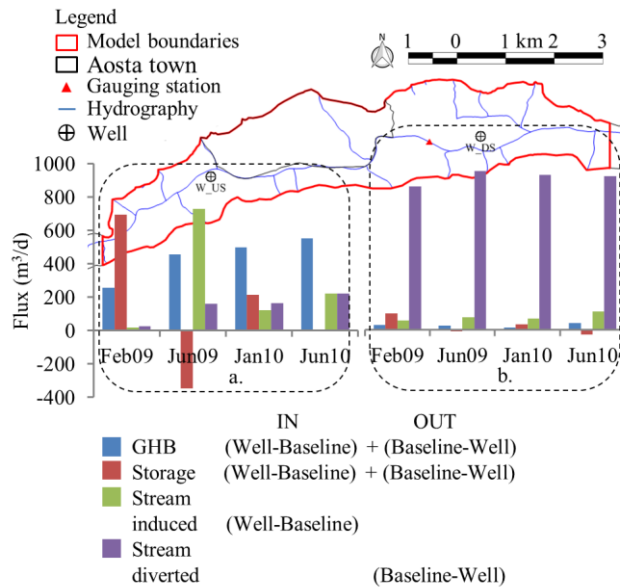 Legend
Model boundaries
Aosta town
Gauging station
Hydrography
Well
1 0 1 km 2 3
N
W_US
W_DS
Flux (m³/d)
1000
800
600
400
200
0
-200
-400
Feb09 Jun09 Jan10 Jun10
a.
Feb09 Jun09 Jan10 Jun10
b.
IN OUT
GHB (Well-Baseline) + (Baseline-Well)
Storage (Well-Baseline) + (Baseline-Well)
Stream
induced (Well-Baseline)
Stream
diverted (Baseline-Well)